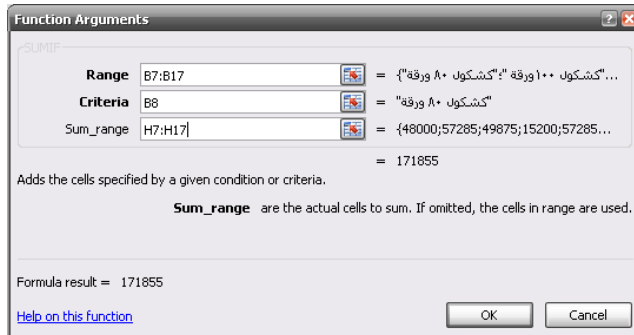 Function Arguments
SUMIF
Range B7:B17 = {"كشكول ١٠٠ورقة "؛"كشكول ٨٠ ورقة"...
Criteria B8 = "كشكول ٨٠ ورقة"
Sum_range H7:H17 = {48000;57285;49875;15200;57285...
= 171855
Adds the cells specified by a given condition or criteria.
Sum_range are the actual cells to sum. If omitted, the cells in range are used.
Formula result = 171855
Help on this function OK Cancel